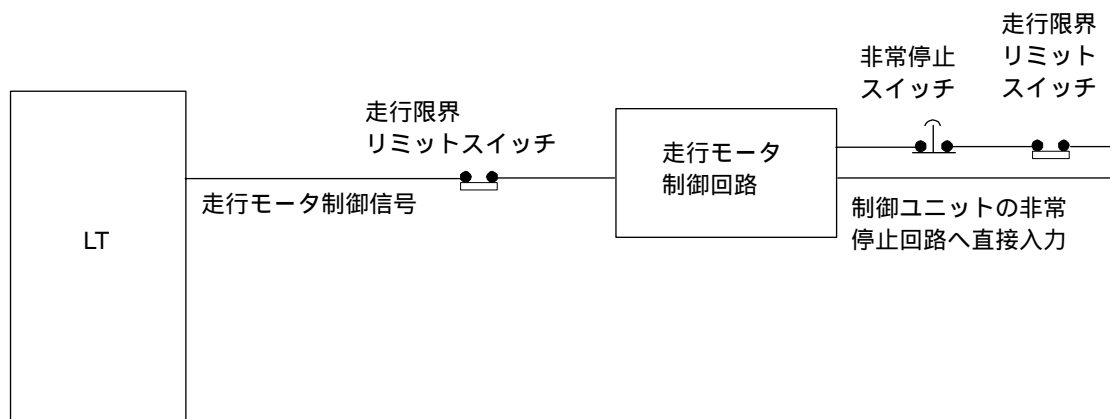 走行限界
リミット
スイッチ
非常停止
スイッチ
走行限界
リミットスイッチ
走行モータ
制御回路
走行モータ制御信号
制御ユニットの非常
停止回路へ直接入力
LT